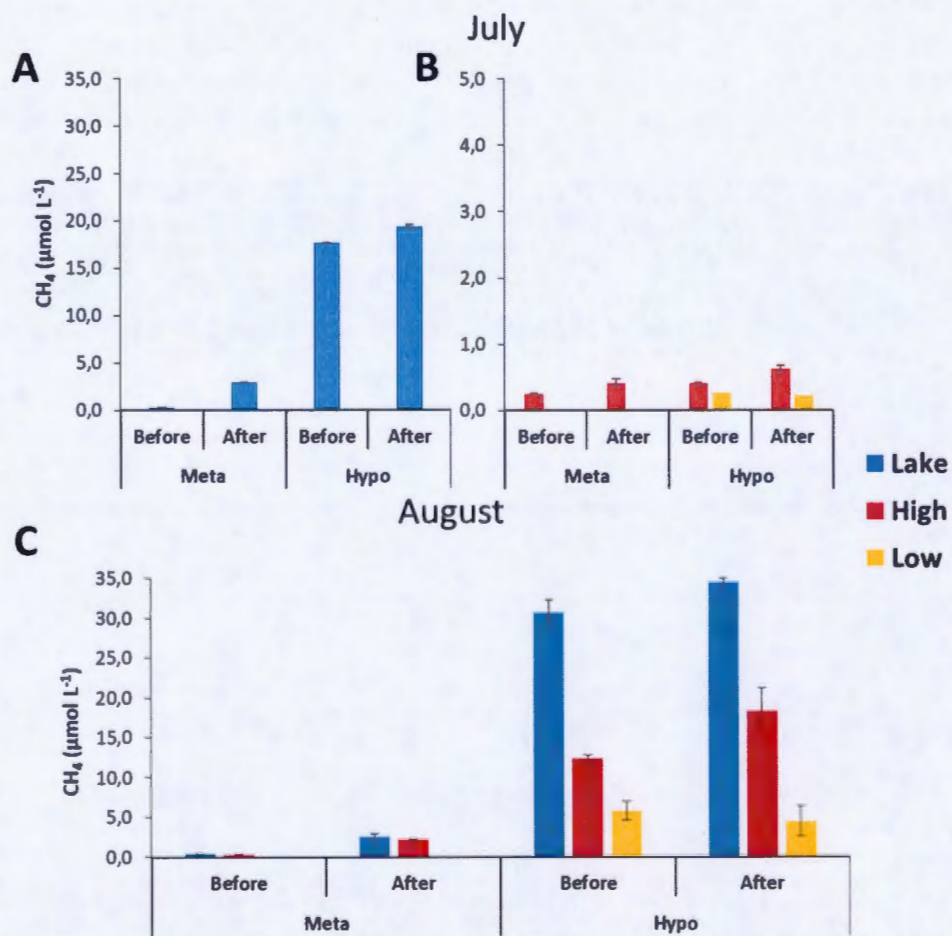 July
A
B
35,0
30,0
25,0
20,0
15,0
10,0
5,0
0,0
CH₄ (µmol L⁻¹)
Before After Before After
Meta Hypo
5,0
4,0
3,0
2,0
1,0
0,0
Before After Before After
Meta Hypo
Lake
High
Low
August
C
35,0
30,0
25,0
20,0
15,0
10,0
5,0
0,0
CH₄ (µmol L⁻¹)
Before After Before After
Meta Hypo